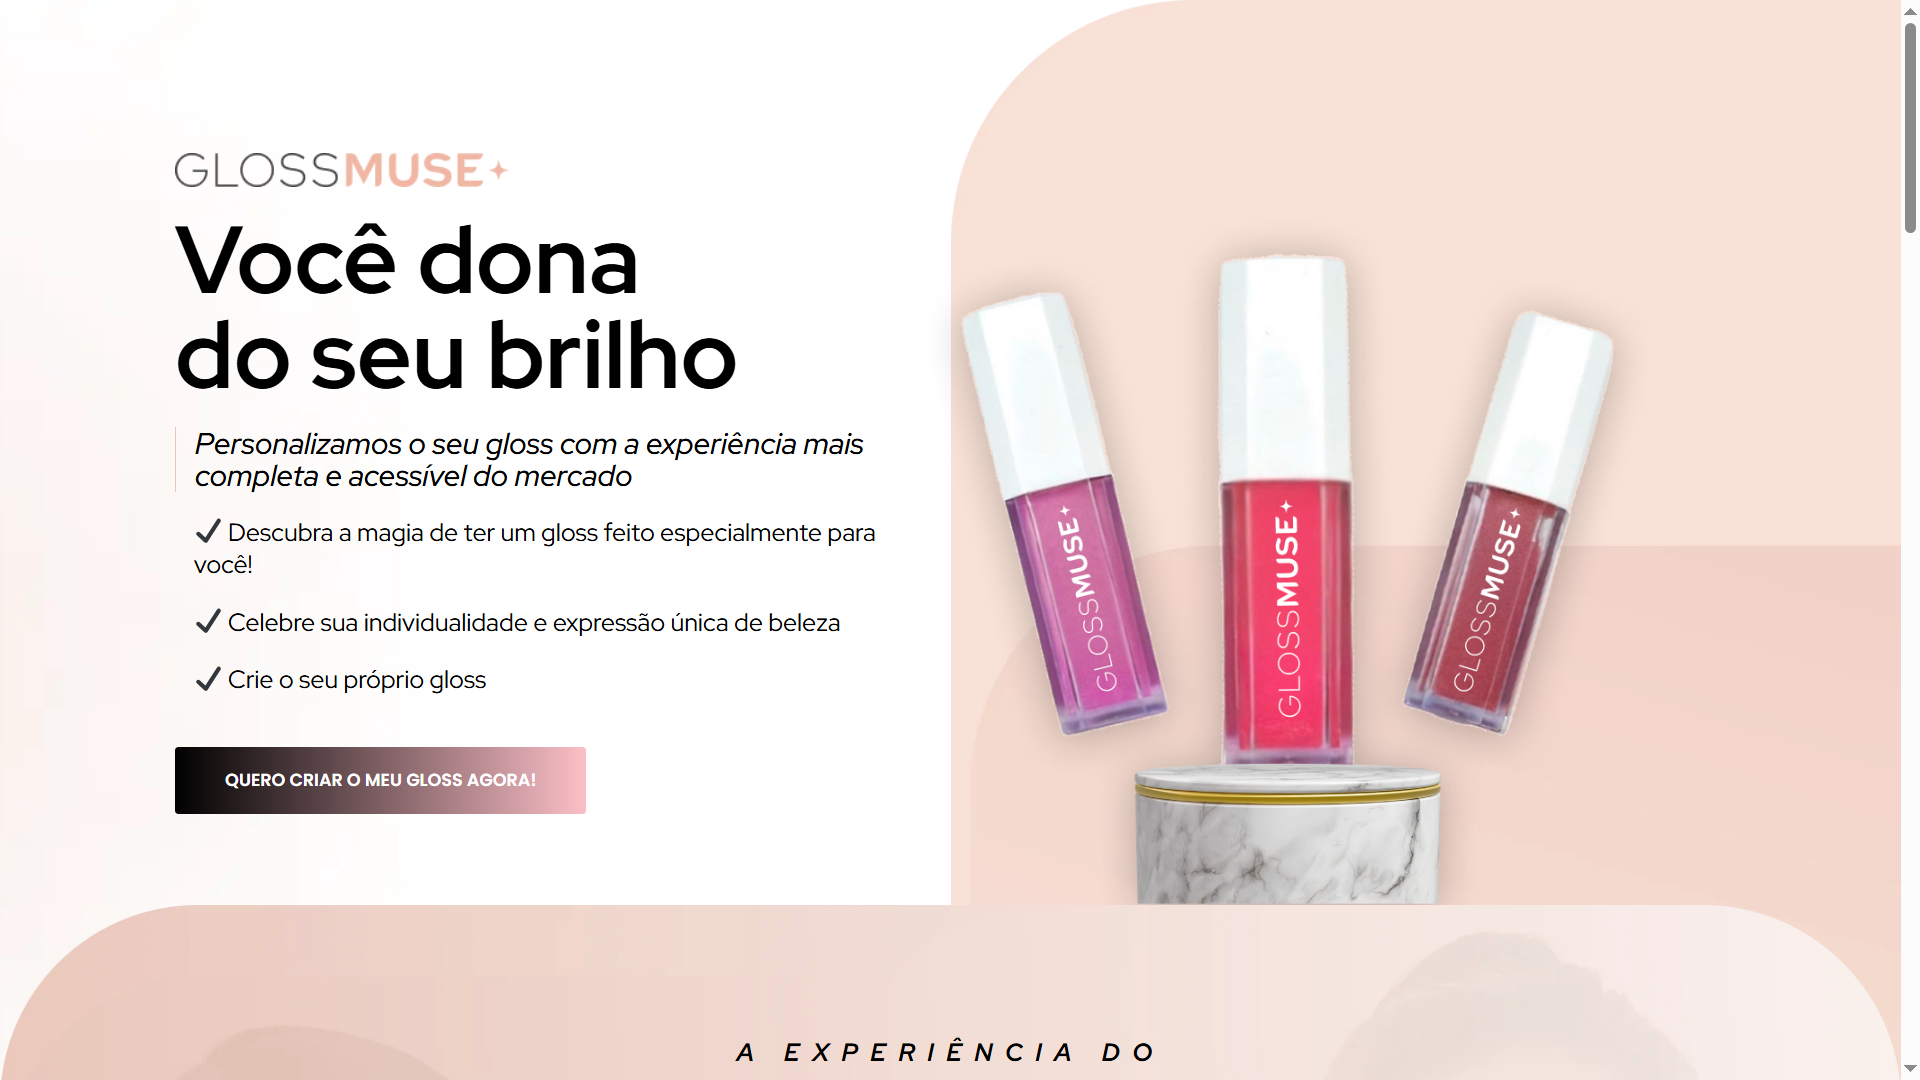 GLOSSMUSE
Você dona
do seu brilho
Personalizamos o seu gloss com a experiência mais
completa e acessível do mercado
✔ Descubra a magia de ter um gloss feito especialmente para
você!
✔ Celebre sua individualidade e expressão única de beleza
✔ Crie o seu próprio gloss
QUERO CRIAR O MEU GLOSS AGORA!
GLOSSMUSE
GLOSSMUSE
GLOSSMUSE
A EXPERIÊNCIA DO